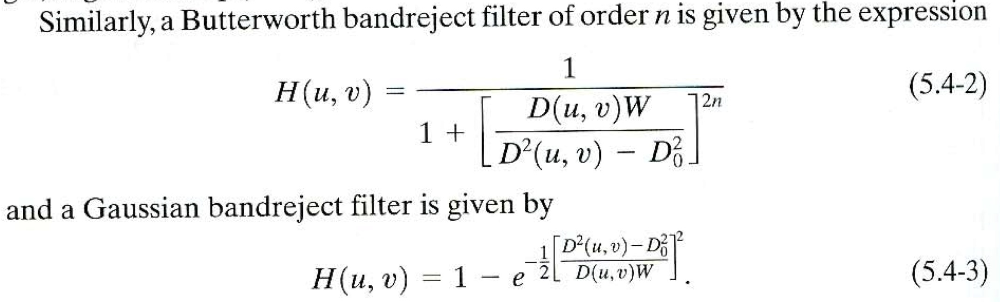 Similarly, a Butterworth bandreject filter of order n is given by the expression
H(u, v) = \frac{1}{1 + \left[ \frac{D(u, v)W}{D^2(u, v) - D_0^2} \right]^{2n}} (5.4-2)
and a Gaussian bandreject filter is given by
H(u, v) = 1 - e^{-\frac{1}{2}\left[ \frac{D^2(u, v) - D_0^2}{D(u, v)W} \right]^2}. (5.4-3)